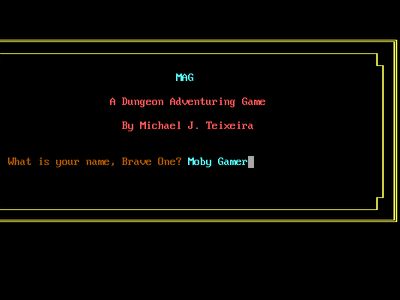 MAG
A Dungeon Adventuring Game
By Michael J. Teixeira
What is your name, Brave One? Moby Gamer